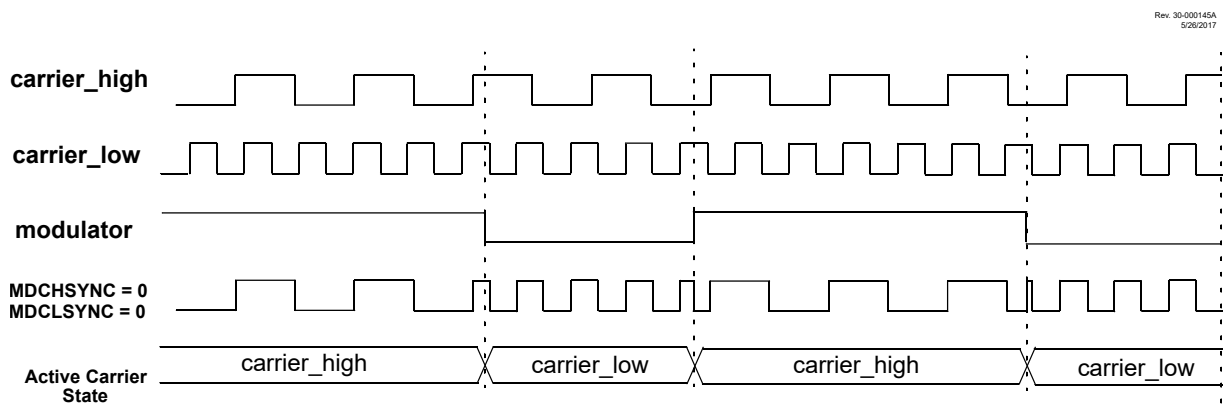 Rev. 30-000145A
5/26/2017
carrier_high
carrier_low
modulator
MDCHSYNC = 0
MDCLSYNC = 0
Active Carrier
State
carrier_high
carrier_low
carrier_high
carrier_low